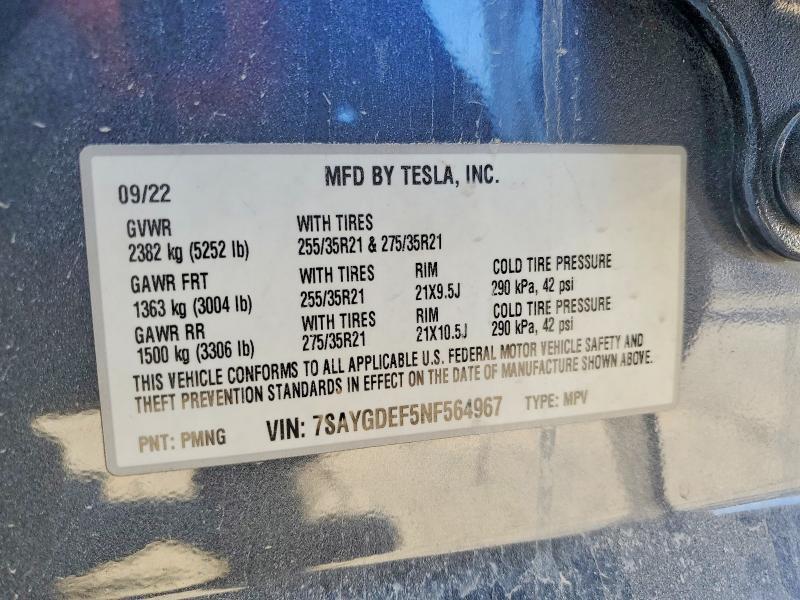 MFD BY TESLA, INC.
09/22
GVWR WITH TIRES
2382 kg (5252 lb) 255/35R21 & 275/35R21
GAWR FRT WITH TIRES RIM COLD TIRE PRESSURE
1363 kg (3004 lb) 255/35R21 21X9.5J 290 kPa, 42 psi
GAWR RR WITH TIRES RIM COLD TIRE PRESSURE
1500 kg (3306 lb) 275/35R21 21X10.5J 290 kPa, 42 psi
THIS VEHICLE CONFORMS TO ALL APPLICABLE U.S. FEDERAL MOTOR VEHICLE SAFETY AND
THEFT PREVENTION STANDARDS IN EFFECT ON THE DATE OF MANUFACTURE SHOWN ABOVE.
PNT: PMNG VIN: 7SAYGDEF5NF564967 TYPE: MPV